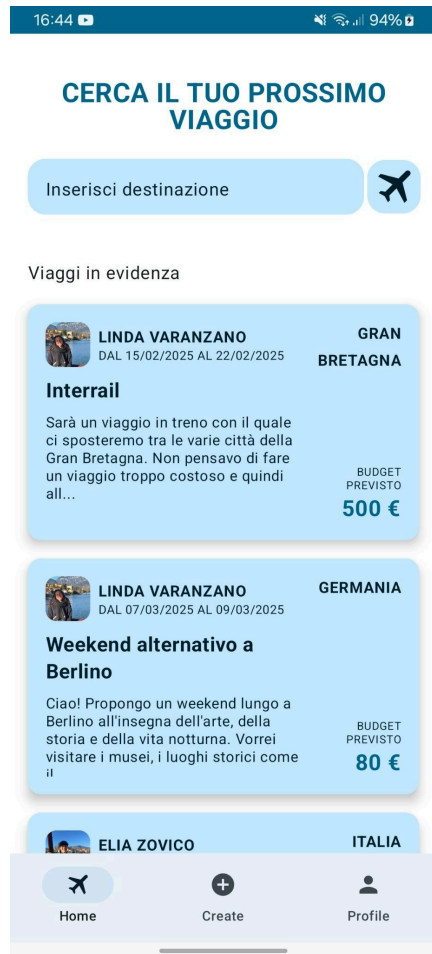 16:44 94%
CERCA IL TUO PROSSIMO
VIAGGIO
Inserisci destinazione
Viaggi in evidenza
LINDA VARANZANO
DAL 15/02/2025 AL 22/02/2025
GRAN
BRETAGNA
Interrail
Sarà un viaggio in treno con il quale
ci sposteremo tra le varie città della
Gran Bretagna. Non pensavo di fare
un viaggio troppo costoso e quindi
all...
BUDGET
PREVISTO
500 €
LINDA VARANZANO
DAL 07/03/2025 AL 09/03/2025
GERMANIA
Weekend alternativo a
Berlino
Ciao! Propongo un weekend lungo a
Berlino all'insegna dell'arte, della
storia e della vita notturna. Vorrei
visitare i musei, i luoghi storici come
il
BUDGET
PREVISTO
80 €
ELIA ZOVICO
ITALIA
Home Create Profile